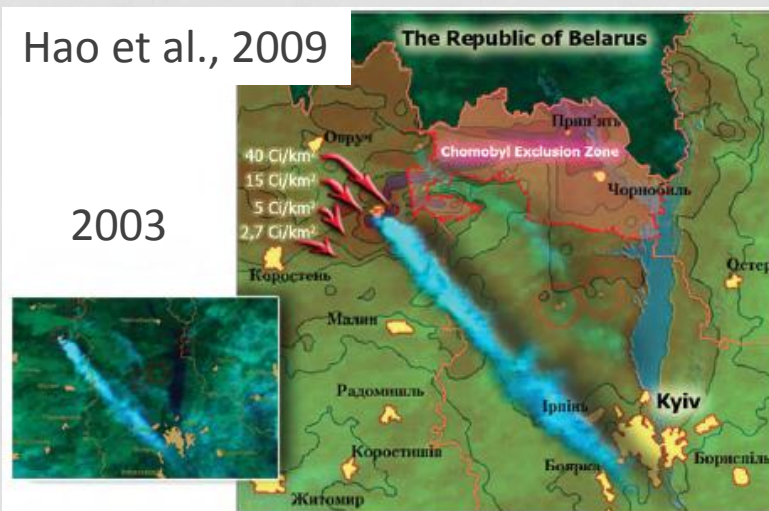 Hao et al., 2009
The Republic of Belarus
Прип'ять
Овруч
Chornobyl Exclusion Zone
40 Ci/km²
15 Ci/km²
Чорнобиль
5 Ci/km²
2003
2,7 Ci/km²
Коростень
Остер
Малин
Радомишль
Ірпінь
Kyiv
Коростишів
Боярка
Бориспіль
Житомир